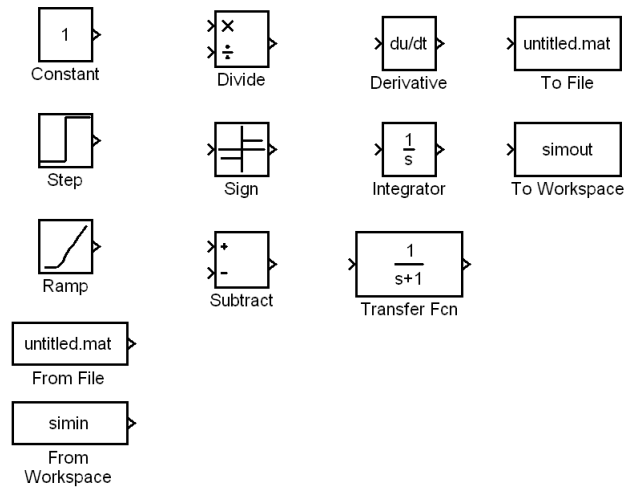 1
Constant
×
÷
Divide
du/dt
Derivative
untitled.mat
To File
Step
Sign
1
s
Integrator
simout
To Workspace
Ramp
+
−
Subtract
1
s+1
Transfer Fcn
untitled.mat
From File
simin
From
Workspace